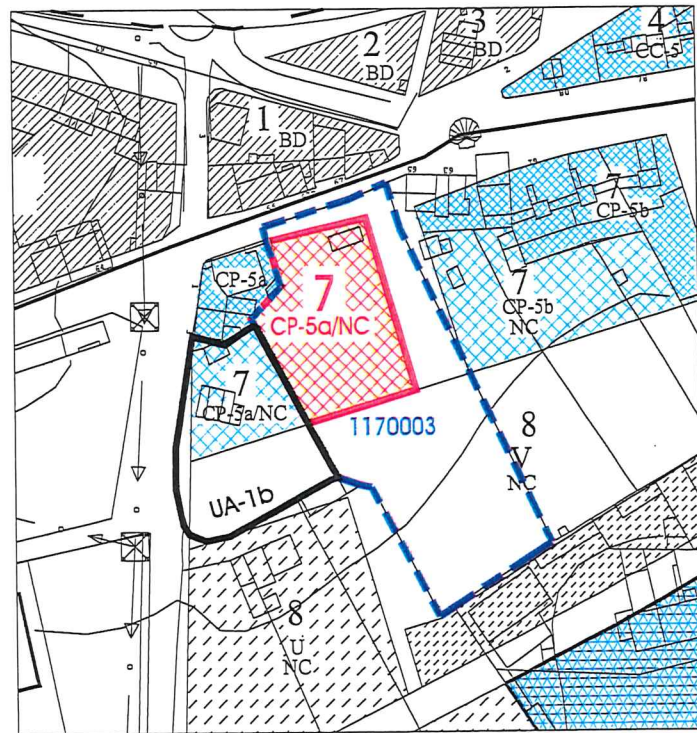 3
BD
4
CC-5
2
BD
1
BD
7
CP-5b
CP-5a
7
CP-5a/NC
7
CP-5b
NC
7
CP-5a/NC
1170003
8
V
NC
UA-1b
8
U
NC